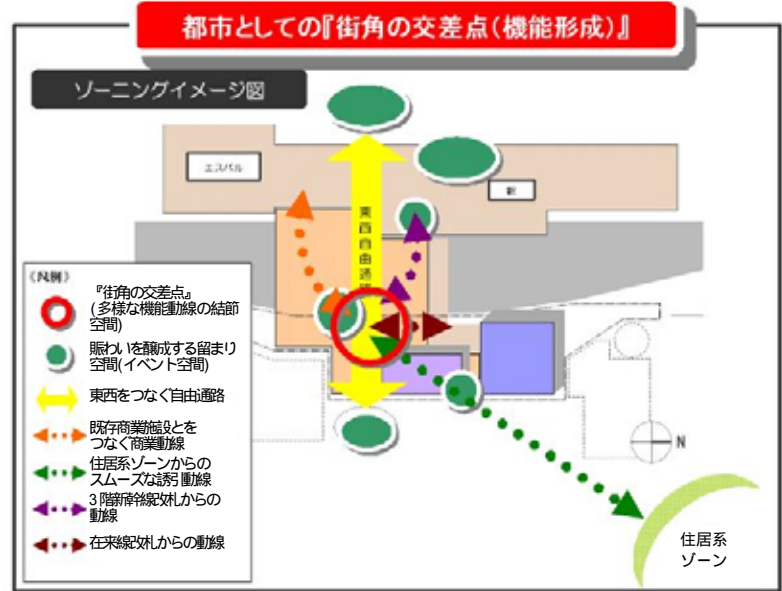 都市としての『街角の交差点(機能形成)』
ゾーニングイメージ図
エスパル
駅
東西自由通路
(凡例)
『街角の交差点』
(多様な機能動線の結節
空間)
賑わいを醸成する留まり
空間(イベント空間)
東西をつなぐ自由通路
既存商業施設とを
つなぐ商業動線
住居系ゾーンからの
スムーズな誘引動線
3階新幹線改札からの
動線
在来線改札からの動線
N
住居系
ゾーン